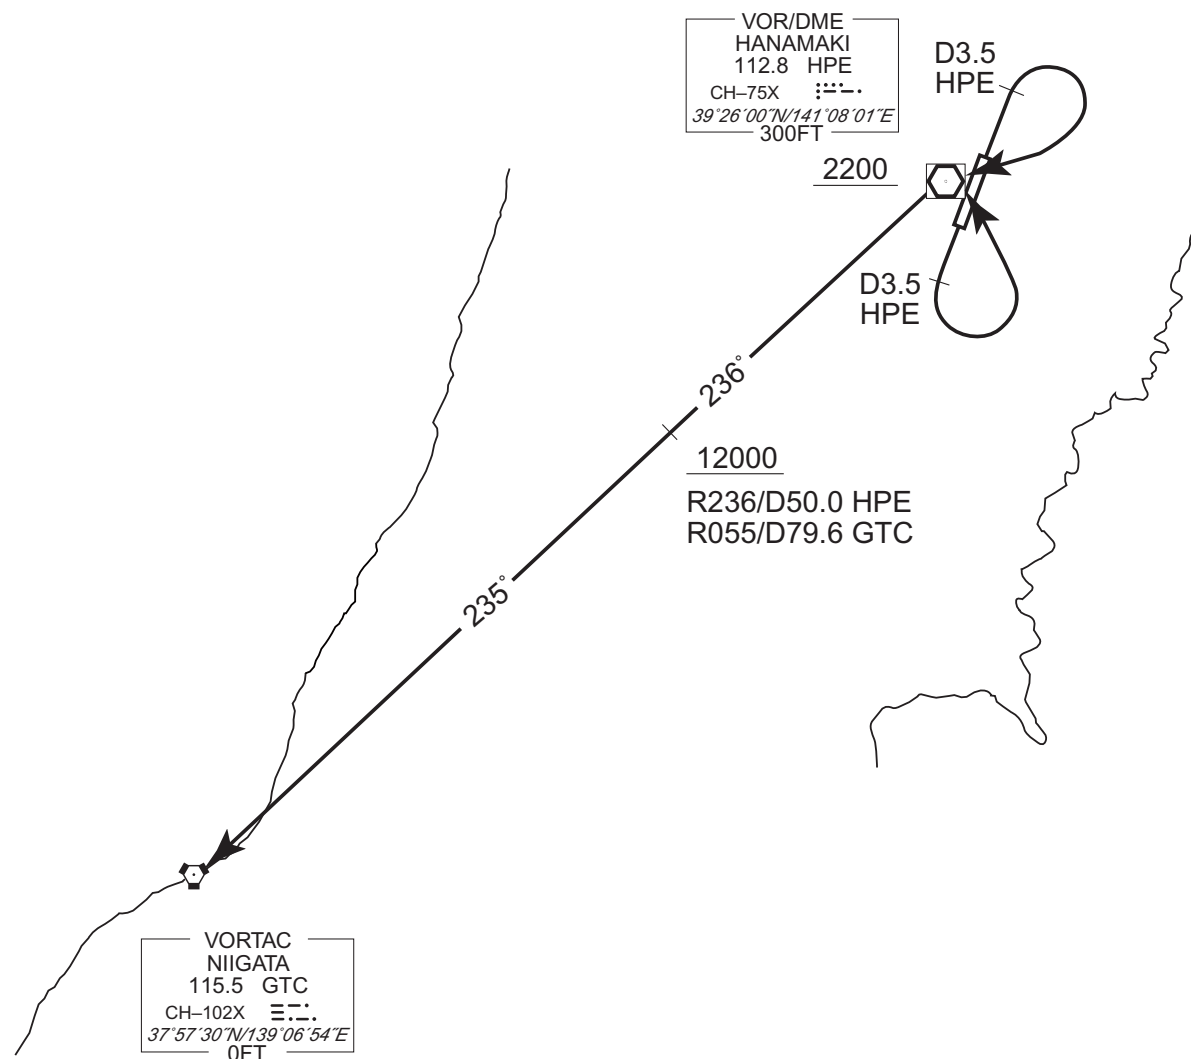 VOR/DME
HANAMAKI
112.8 HPE
CH–75X
39°26´00˝N/141°08´01˝E
300FT
D3.5
HPE
2200
D3.5
HPE
236°
12000
R236/D50.0 HPE
R055/D79.6 GTC
235°
VORTAC
NIIGATA
115.5 GTC
CH–102X
37°57´30˝N/139°06´54˝E
0FT